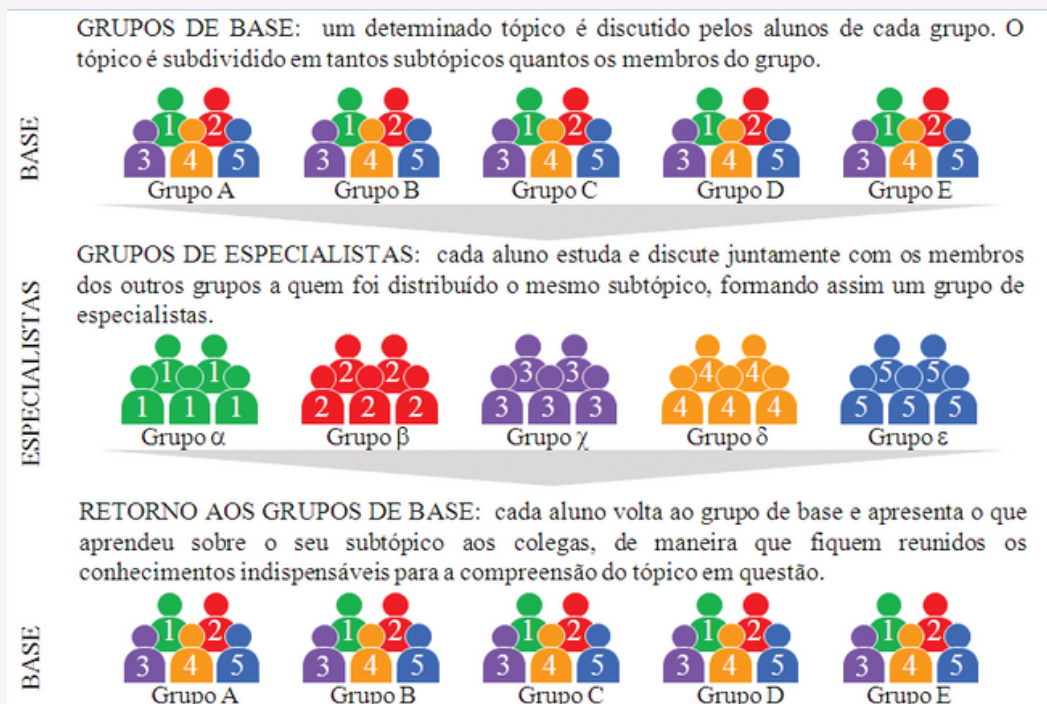 GRUPOS DE BASE: um determinado tópico é discutido pelos alunos de cada grupo. O
tópico é subdividido em tantos subtópicos quantos os membros do grupo.
BASE
1 2 1 2 1 2 1 2 1 2
3 4 5 3 4 5 3 4 5 3 4 5 3 4 5
Grupo A Grupo B Grupo C Grupo D Grupo E
GRUPOS DE ESPECIALISTAS: cada aluno estuda e discute juntamente com os membros
dos outros grupos a quem foi distribuído o mesmo subtópico, formando assim um grupo de
especialistas.
ESPECIALISTAS
1 1 2 2 3 3 4 4 5 5
1 1 1 2 2 2 3 3 3 4 4 4 5 5 5
Grupo α Grupo β Grupo χ Grupo δ Grupo ε
RETORNO AOS GRUPOS DE BASE: cada aluno volta ao grupo de base e apresenta o que
aprendeu sobre o seu subtópico aos colegas, de maneira que fiquem reunidos os
conhecimentos indispensáveis para a compreensão do tópico em questão.
BASE
1 2 1 2 1 2 1 2 1 2
3 4 5 3 4 5 3 4 5 3 4 5 3 4 5
Grupo A Grupo B Grupo C Grupo D Grupo E